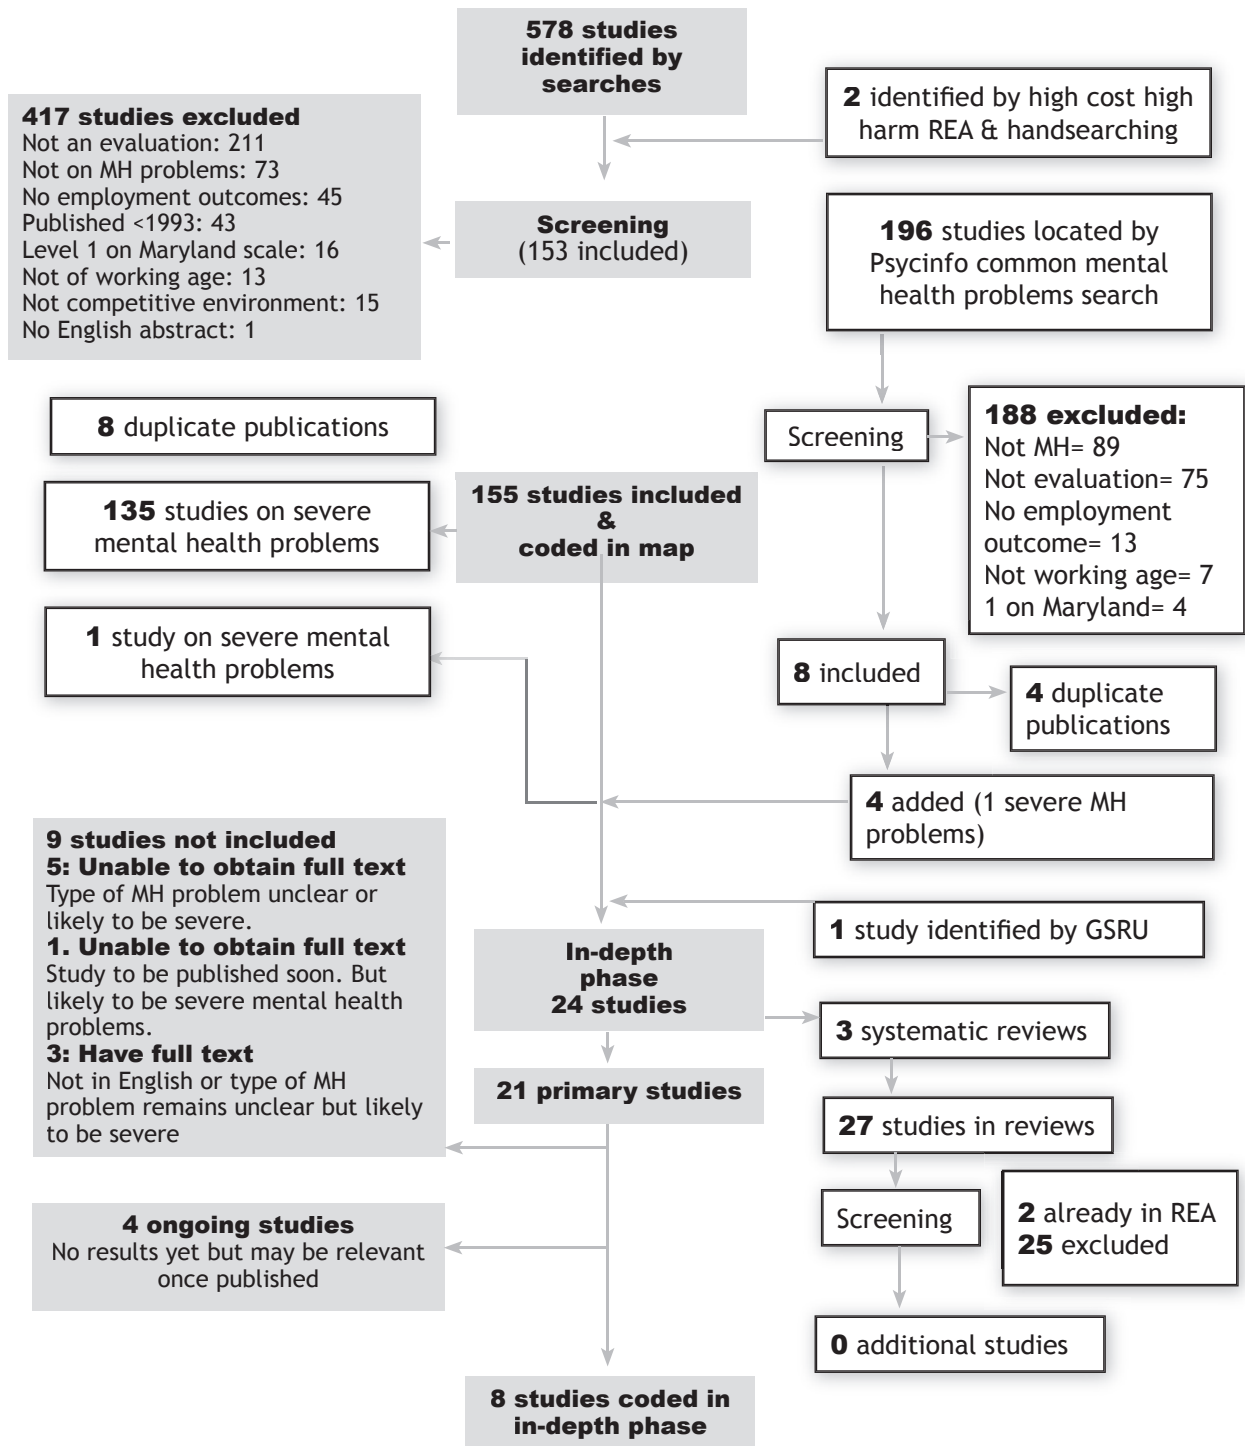 578 studies
identified by
searches
2 identified by high cost high
harm REA & handsearching
417 studies excluded
Not an evaluation: 211
Not on MH problems: 73
No employment outcomes: 45
Published <1993: 43
Level 1 on Maryland scale: 16
Not of working age: 13
Not competitive environment: 15
No English abstract: 1
Screening
(153 included)
196 studies located by
Psycinfo common mental
health problems search
8 duplicate publications
Screening
188 excluded:
Not MH= 89
Not evaluation= 75
No employment
outcome= 13
Not working age= 7
1 on Maryland= 4
155 studies included
&
coded in map
135 studies on severe
mental health problems
1 study on severe mental
health problems
8 included
4 duplicate
publications
4 added (1 severe MH
problems)
9 studies not included
5: Unable to obtain full text
Type of MH problem unclear or
likely to be severe.
1. Unable to obtain full text
Study to be published soon. But
likely to be severe mental health
problems.
3: Have full text
Not in English or type of MH
problem remains unclear but likely
to be severe
1 study identified by GSRU
In-depth
phase
24 studies
3 systematic reviews
21 primary studies
27 studies in reviews
Screening
2 already in REA
25 excluded
4 ongoing studies
No results yet but may be relevant
once published
0 additional studies
8 studies coded in
in-depth phase